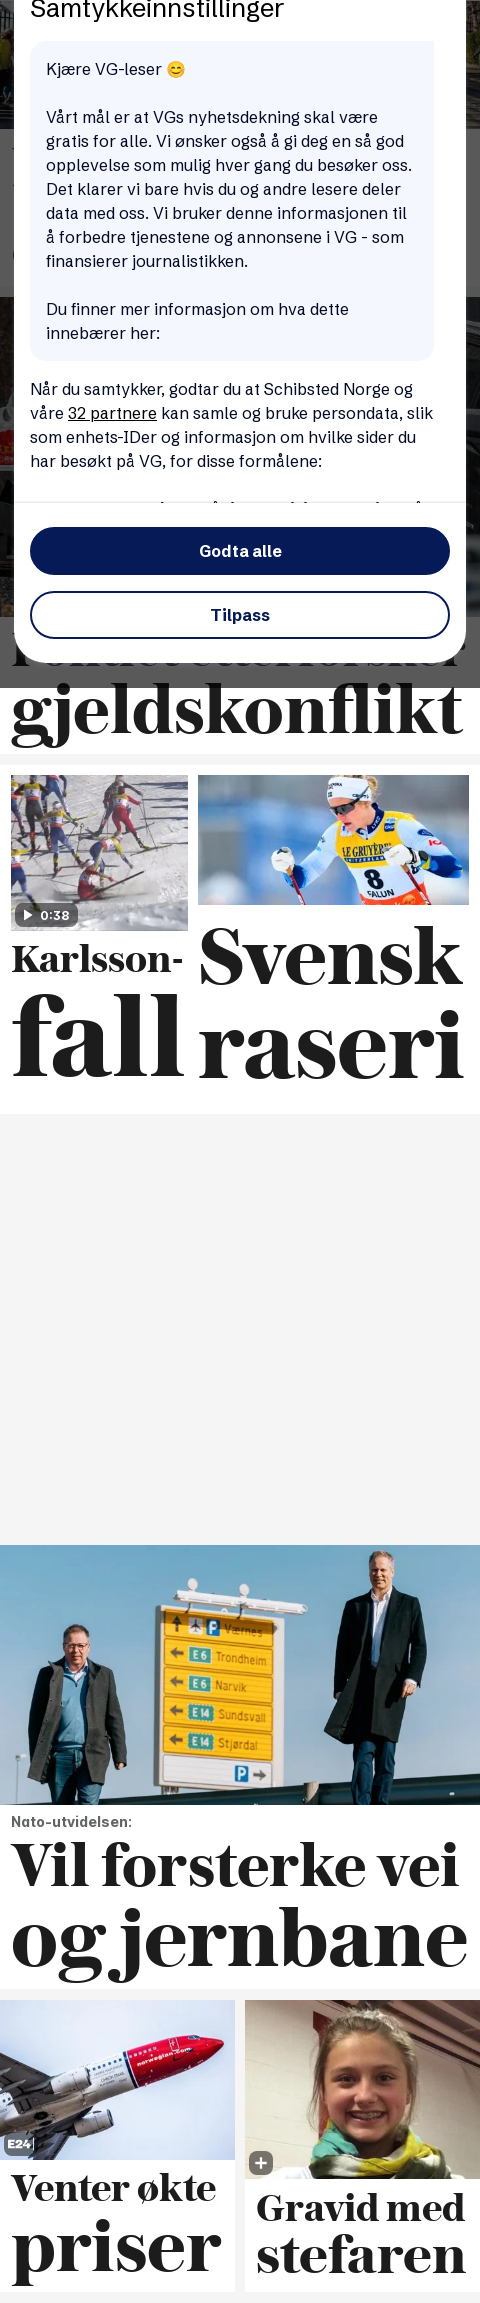 Samtykkeinnstillinger
Kjære VG-leser 😊
Vårt mål er at VGs nyhetsdekning skal være
gratis for alle. Vi ønsker også å gi deg en så god
opplevelse som mulig hver gang du besøker oss.
Det klarer vi bare hvis du og andre lesere deler
data med oss. Vi bruker denne informasjonen til
å forbedre tjenestene og annonsene i VG - som
finansierer journalistikken.
Du finner mer informasjon om hva dette
innebærer her:
Når du samtykker, godtar du at Schibsted Norge og
våre 32 partnere kan samle og bruke persondata, slik
som enhets-IDer og informasjon om hvilke sider du
har besøkt på VG, for disse formålene:
Godta alle
Tilpass
gjeldskonflikt
LE GRUYÈRE
8
FALUN
0:38
Karlsson-
fall
Svensk
raseri
Værnes
E6 Trondheim
E6 Narvik
E14 Sundsvall
E14 Stjørdal
P
Nato-utvidelsen:
Vil forsterke vei
og jernbane
norwegian.com
E24
Venter økte
priser
Gravid med
stefaren